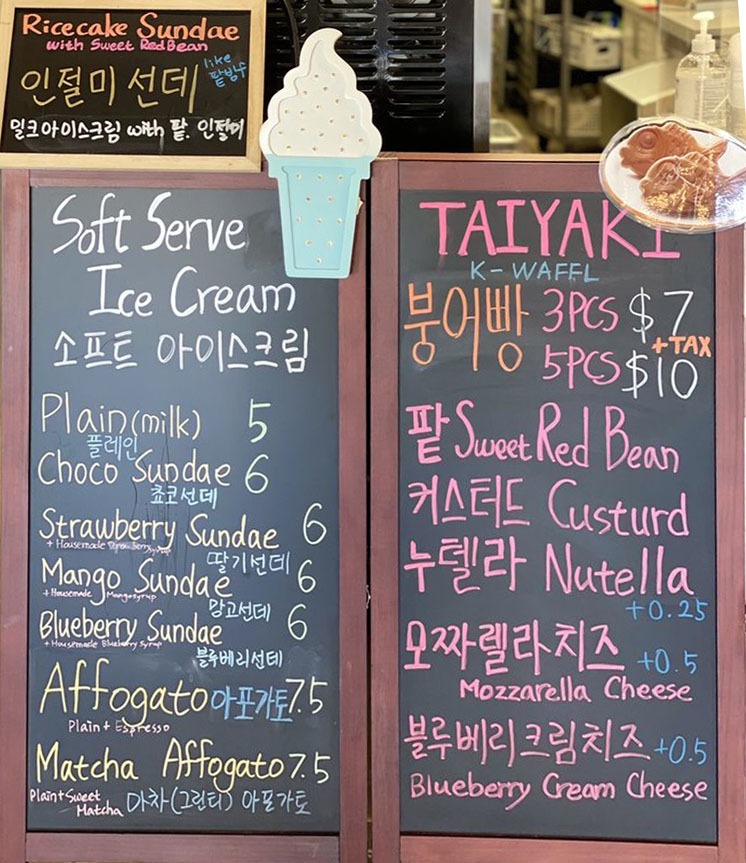 Ricecake Sundae
with Sweet Red Bean
인절미 선데
like 팥빙수
밀크아이스크림 with 팥. 인절미
Soft Serve
Ice Cream
소프트 아이스크림
Plain (milk) 5
플레인
Choco Sundae 6
쵸코선데
Strawberry Sundae 6
+ Housemade Strawberry Syrup
딸기선데
Mango Sundae 6
+ Housemade Mango Syrup
망고선데
Blueberry Sundae 6
+ Housemade Blueberry Syrup
블루베리선데
Affogato 아포가토 7.5
Plain + Espresso
Matcha Affogato 7.5
Plain + Sweet Matcha
마차(그린티) 아포가토
TAIYAKI
K-WAFFL
붕어빵 3PCS $7
+TAX
5PCS $10
팥 Sweet Red Bean
커스터드 Custurd
누텔라 Nutella
+0.25
모짜렐라치즈 +0.5
Mozzarella Cheese
블루베리크림치즈 +0.5
Blueberry Cream Cheese